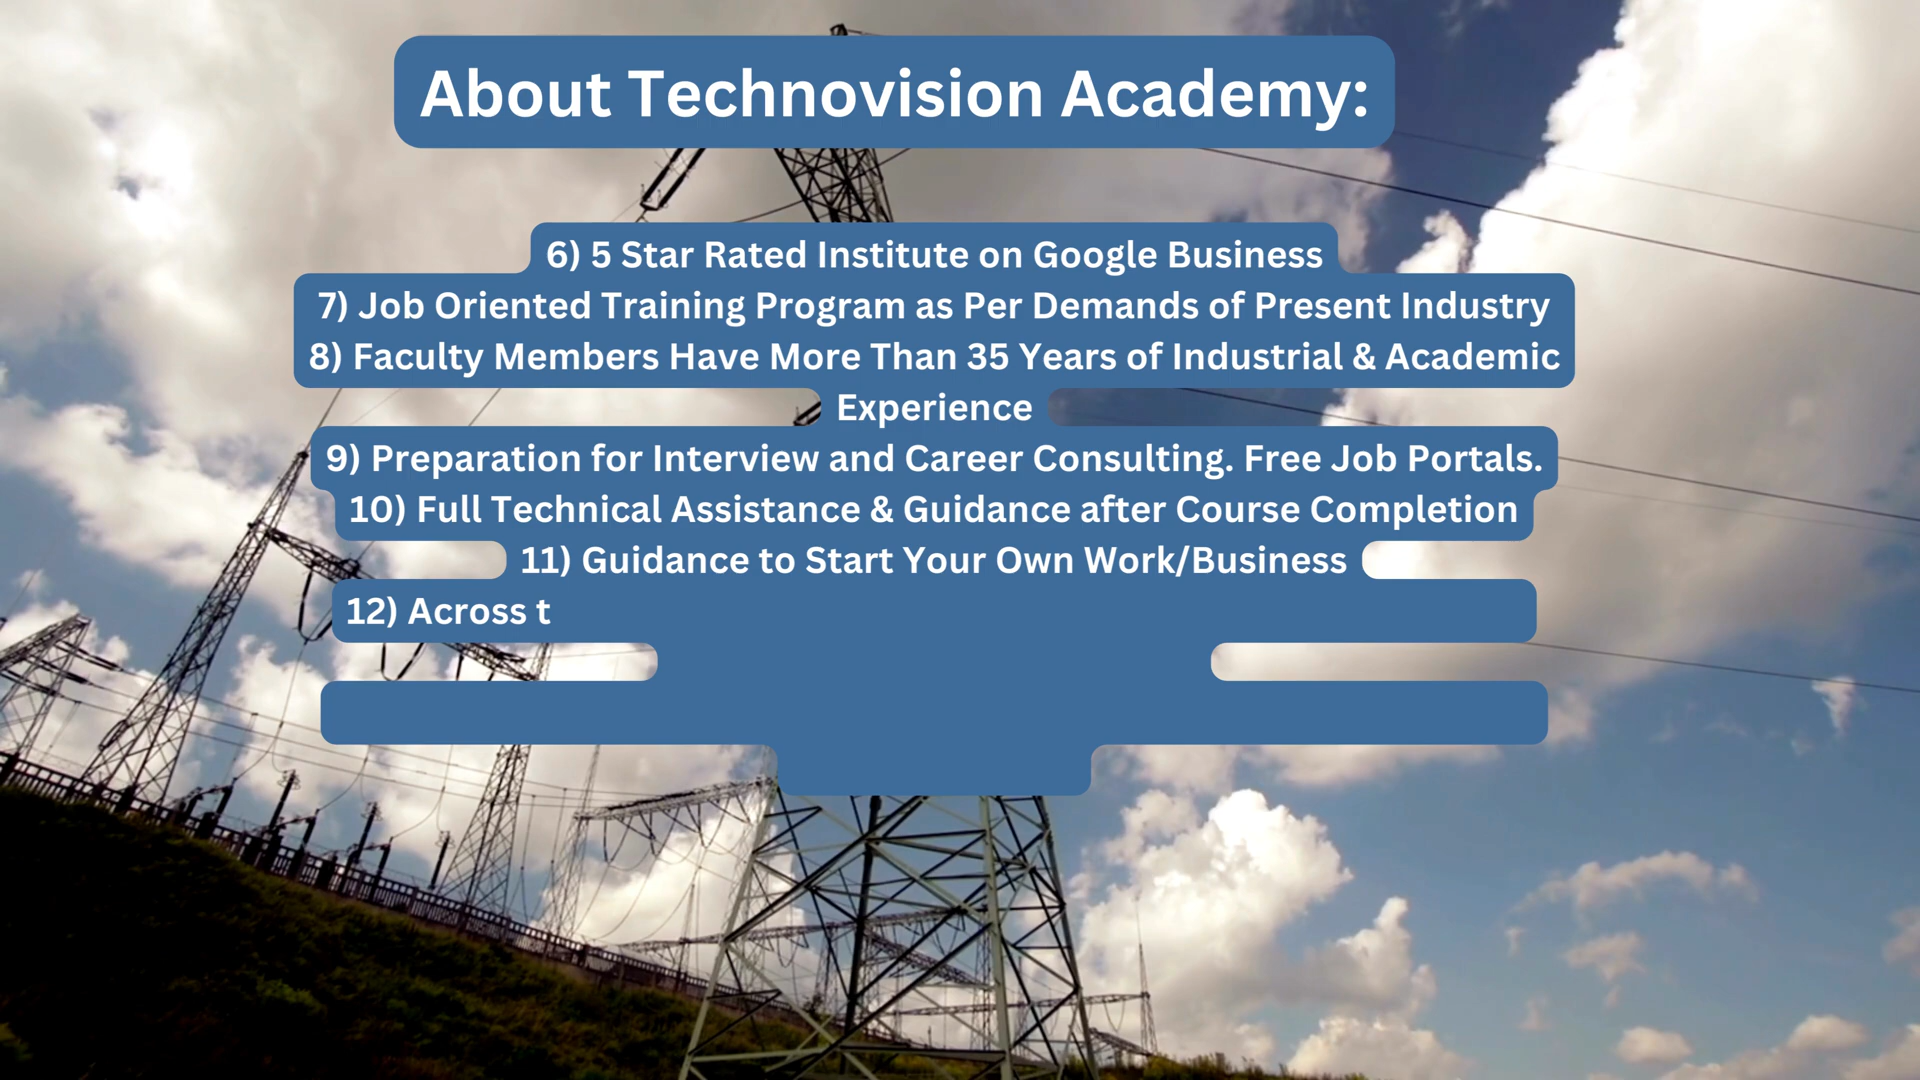 About Technovision Academy:
6) 5 Star Rated Institute on Google Business
7) Job Oriented Training Program as Per Demands of Present Industry
8) Faculty Members Have More Than 35 Years of Industrial & Academic
Experience
9) Preparation for Interview and Career Consulting. Free Job Portals.
10) Full Technical Assistance & Guidance after Course Completion
11) Guidance to Start Your Own Work/Business
12) Across t